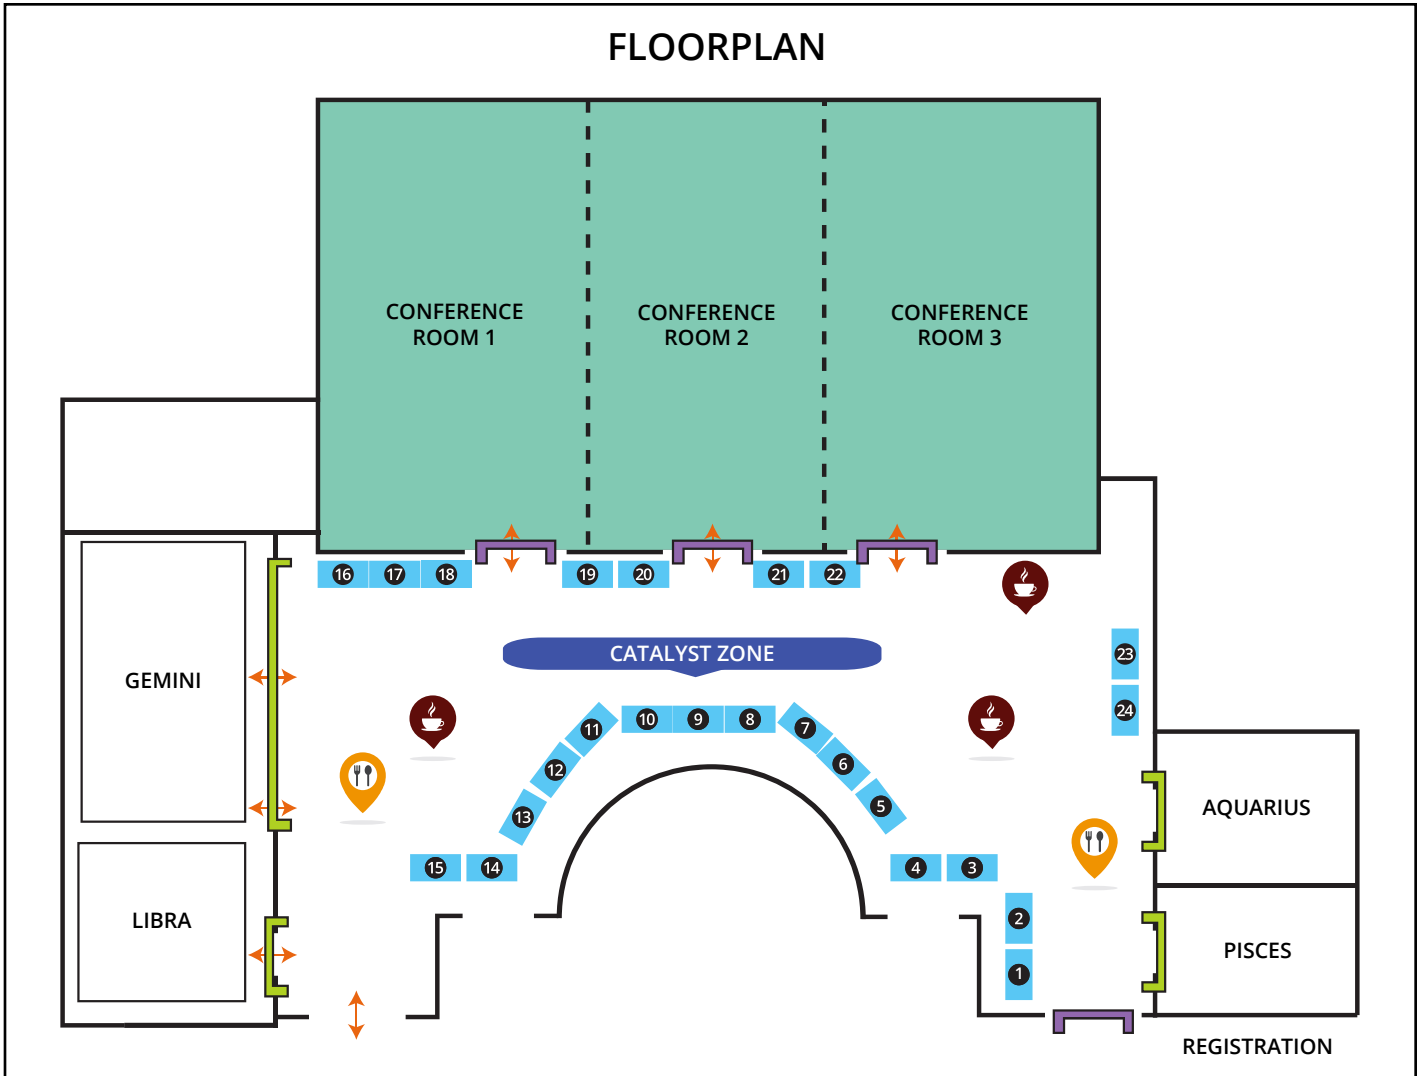 FLOORPLAN
CONFERENCE
ROOM 1
CONFERENCE
ROOM 2
CONFERENCE
ROOM 3
16
17
18
19
20
21
22
CATALYST ZONE
23
24
GEMINI
11
10
9
8
7
12
6
13
5
AQUARIUS
15
14
4
3
LIBRA
2
1
PISCES
REGISTRATION